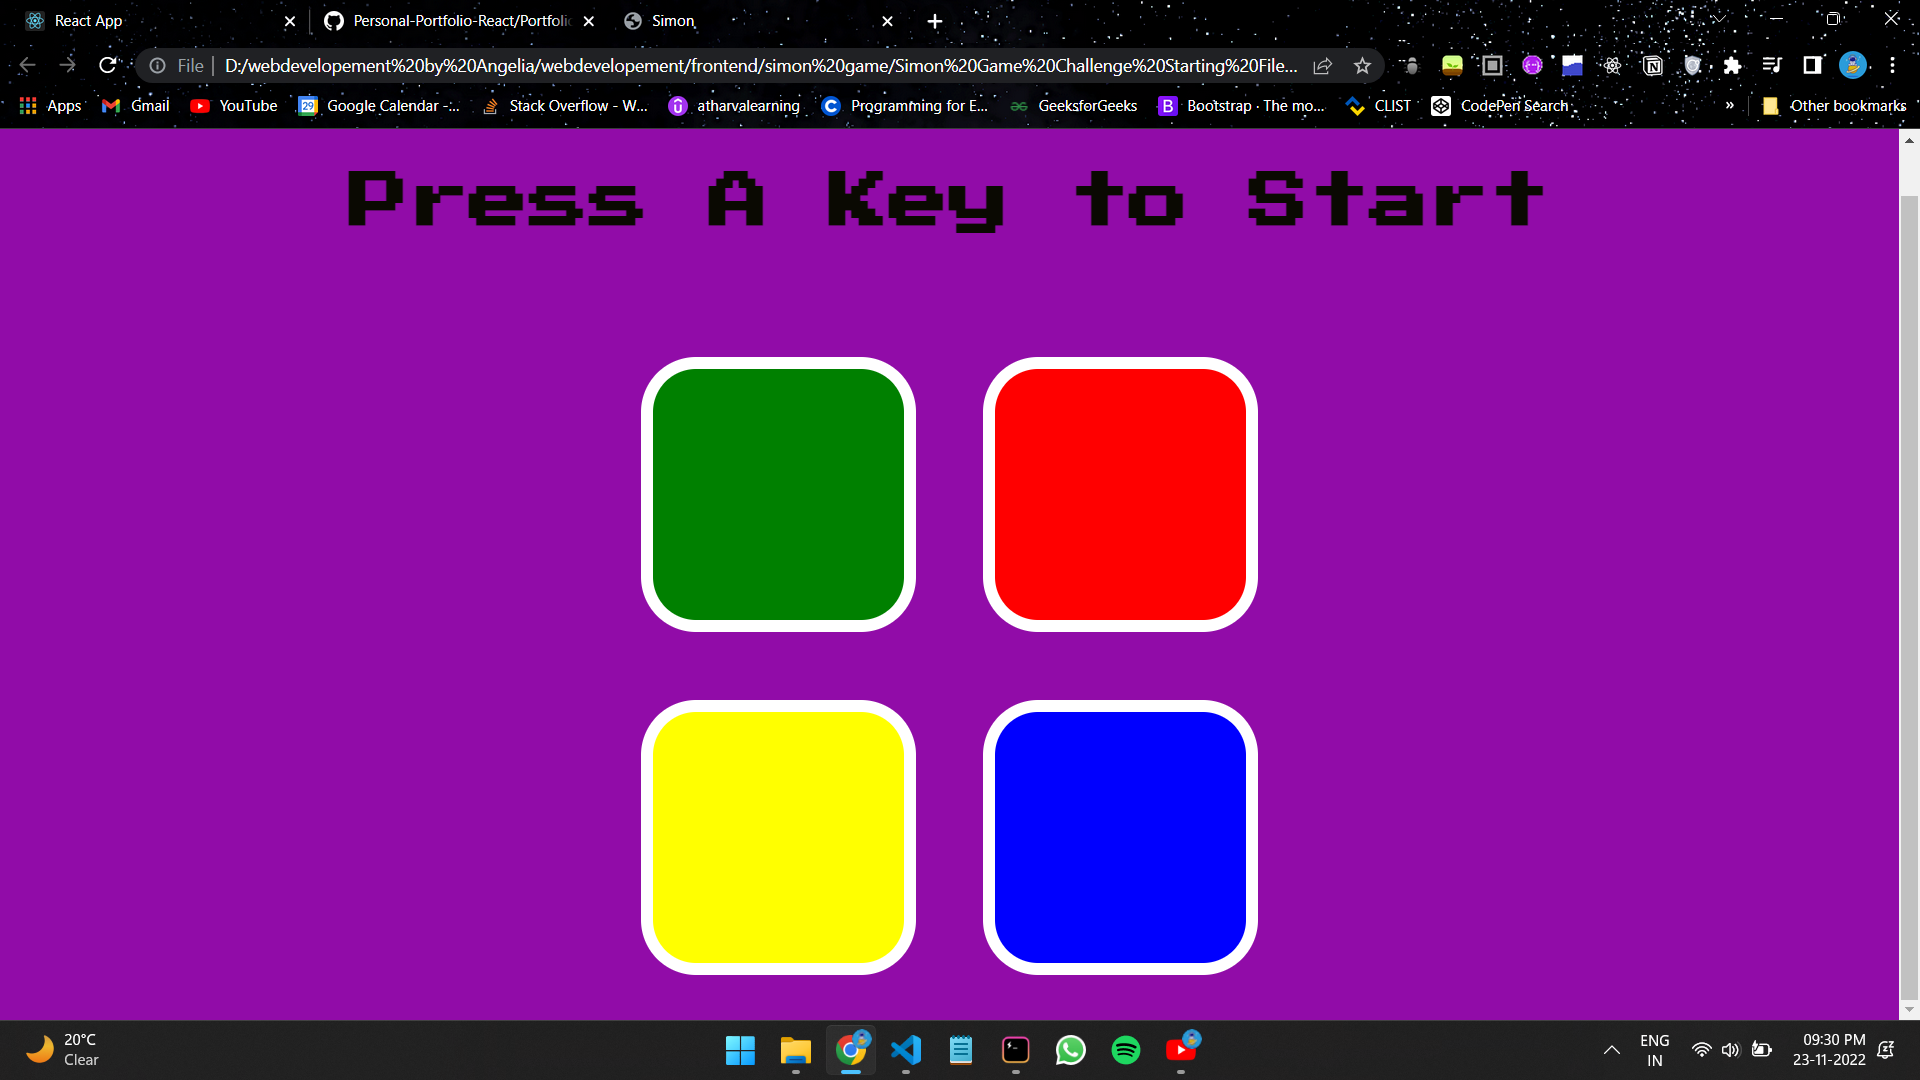 React App
Personal-Portfolio-React/Portfolio
Simon
File
D:/webdevelopement%20by%20Angelia/webdevelopement/frontend/simon%20game/Simon%20Game%20Challenge%20Starting%20File...
Apps
Gmail
YouTube
29
Google Calendar -...
Stack Overflow - W...
atharvalearning
Programming for E...
GeeksforGeeks
B
Bootstrap · The mo...
CLIST
CodePen Search
»
Other bookmarks
Press A Key to Start
20°C
Clear
ENG
IN
09:30 PM
23-11-2022